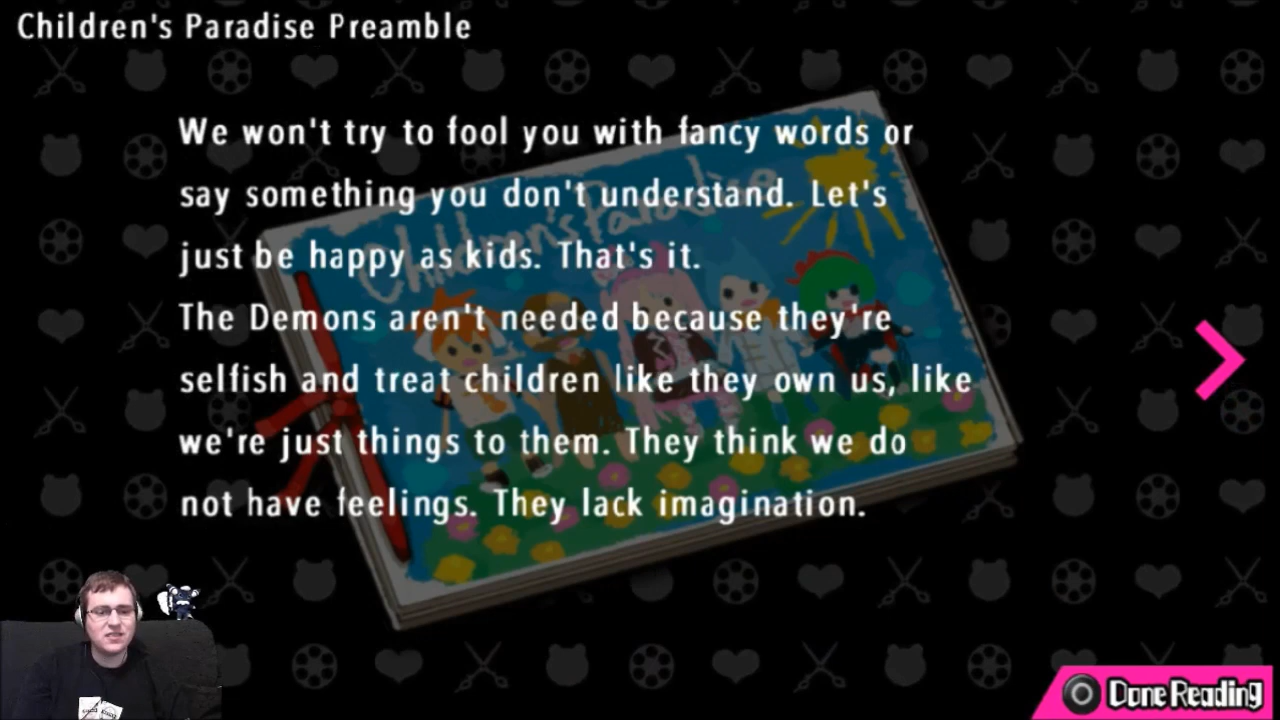 Children's Paradise Preamble
We won't try to fool you with fancy words or
say something you don't understand. Let's
just be happy as kids. That's it.
The Demons aren't needed because they're
selfish and treat children like they own us, like
we're just things to them. They think we do
not have feelings. They lack imagination.
Children's Paradise
Done Reading